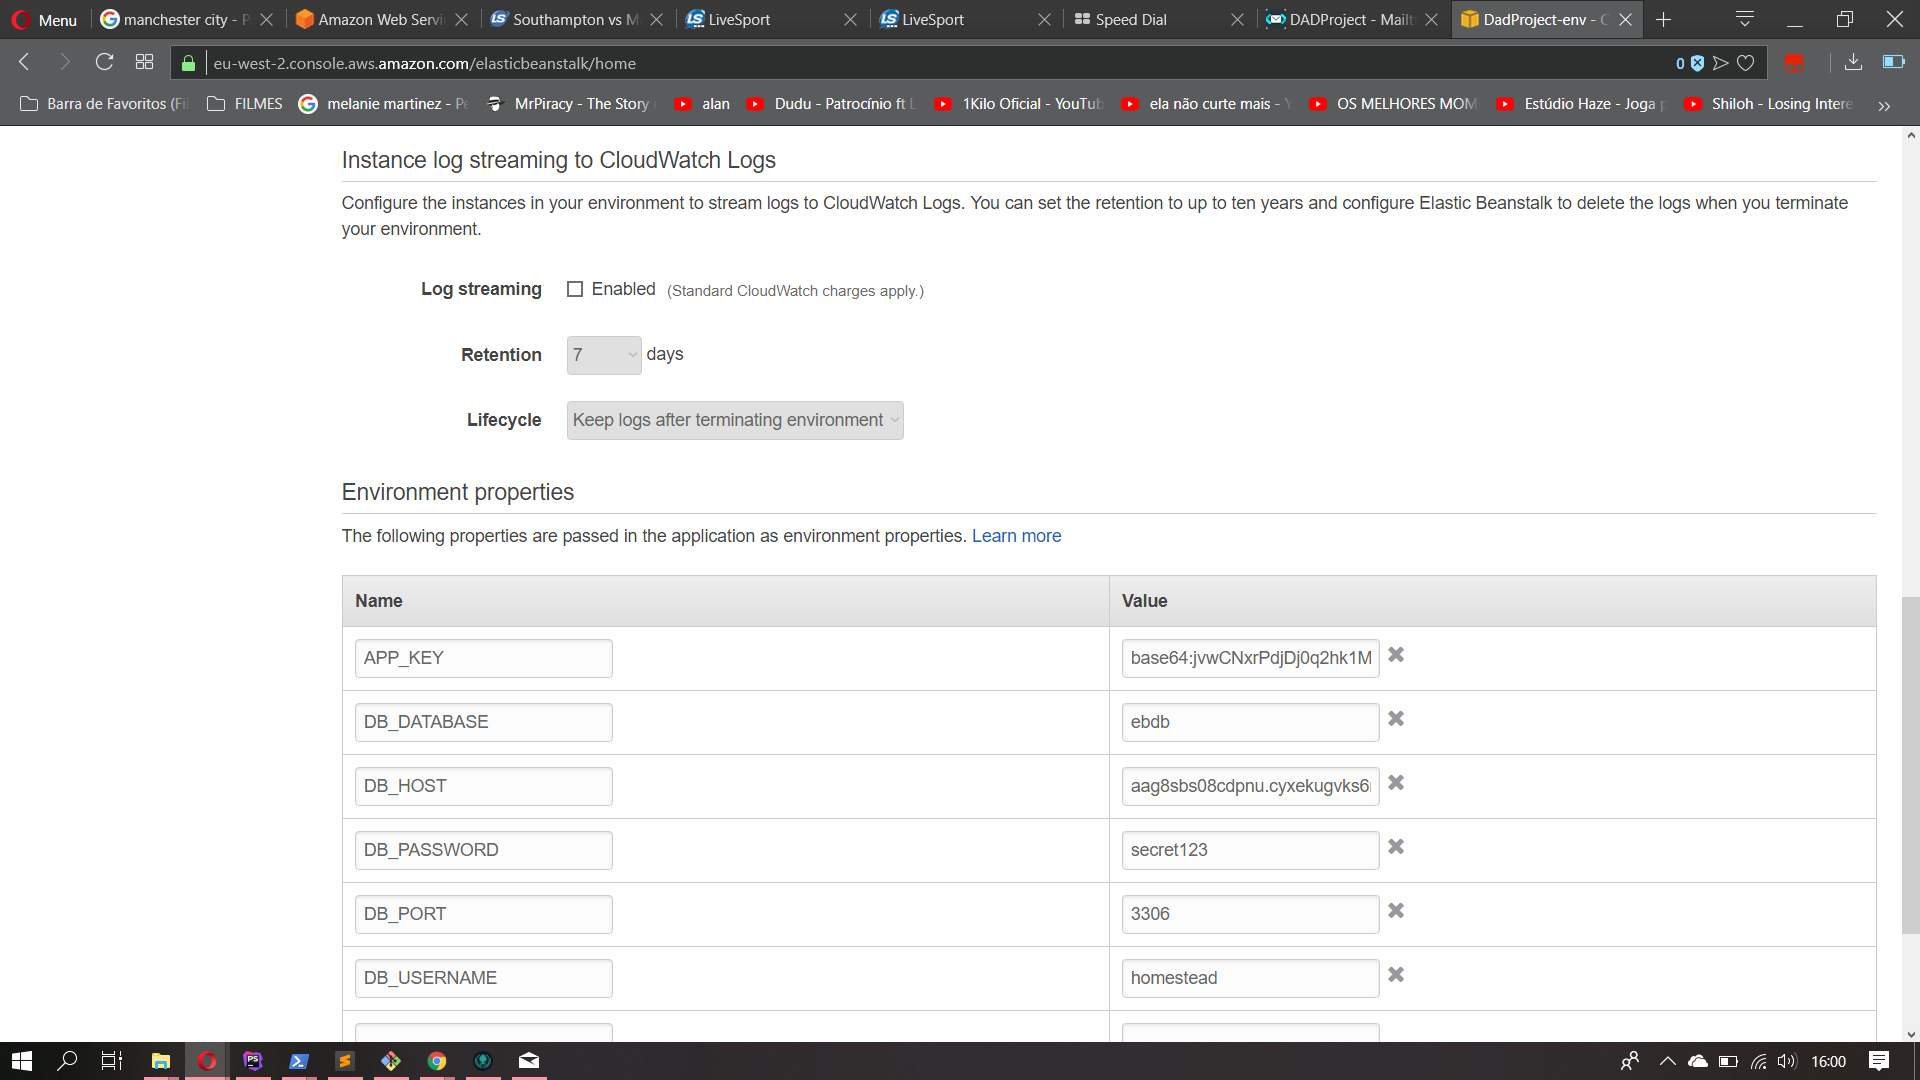 Menu
manchester city - P
Amazon Web Servi
Southampton vs M
LiveSport
LiveSport
Speed Dial
DADProject - Mailt
DadProject-env - C
eu-west-2.console.aws.amazon.com/elasticbeanstalk/home
0
Barra de Favoritos (Fi
FILMES
melanie martinez - Pe
MrPiracy - The Story
alan
Dudu - Patrocínio ft L
1Kilo Oficial - YouTub
ela não curte mais - Y
OS MELHORES MOM
Estúdio Haze - Joga p
Shiloh - Losing Intere
Instance log streaming to CloudWatch Logs
Configure the instances in your environment to stream logs to CloudWatch Logs. You can set the retention to up to ten years and configure Elastic Beanstalk to delete the logs when you terminate
your environment.
Log streaming Enabled (Standard CloudWatch charges apply.)
Retention 7 days
Lifecycle Keep logs after terminating environment
Environment properties
The following properties are passed in the application as environment properties. Learn more
Name Value
APP_KEY base64:jvwCNxrPdjDj0q2hk1M
DB_DATABASE ebdb
DB_HOST aag8sbs08cdpnu.cyxekugvks6
DB_PASSWORD secret123
DB_PORT 3306
DB_USERNAME homestead
16:00